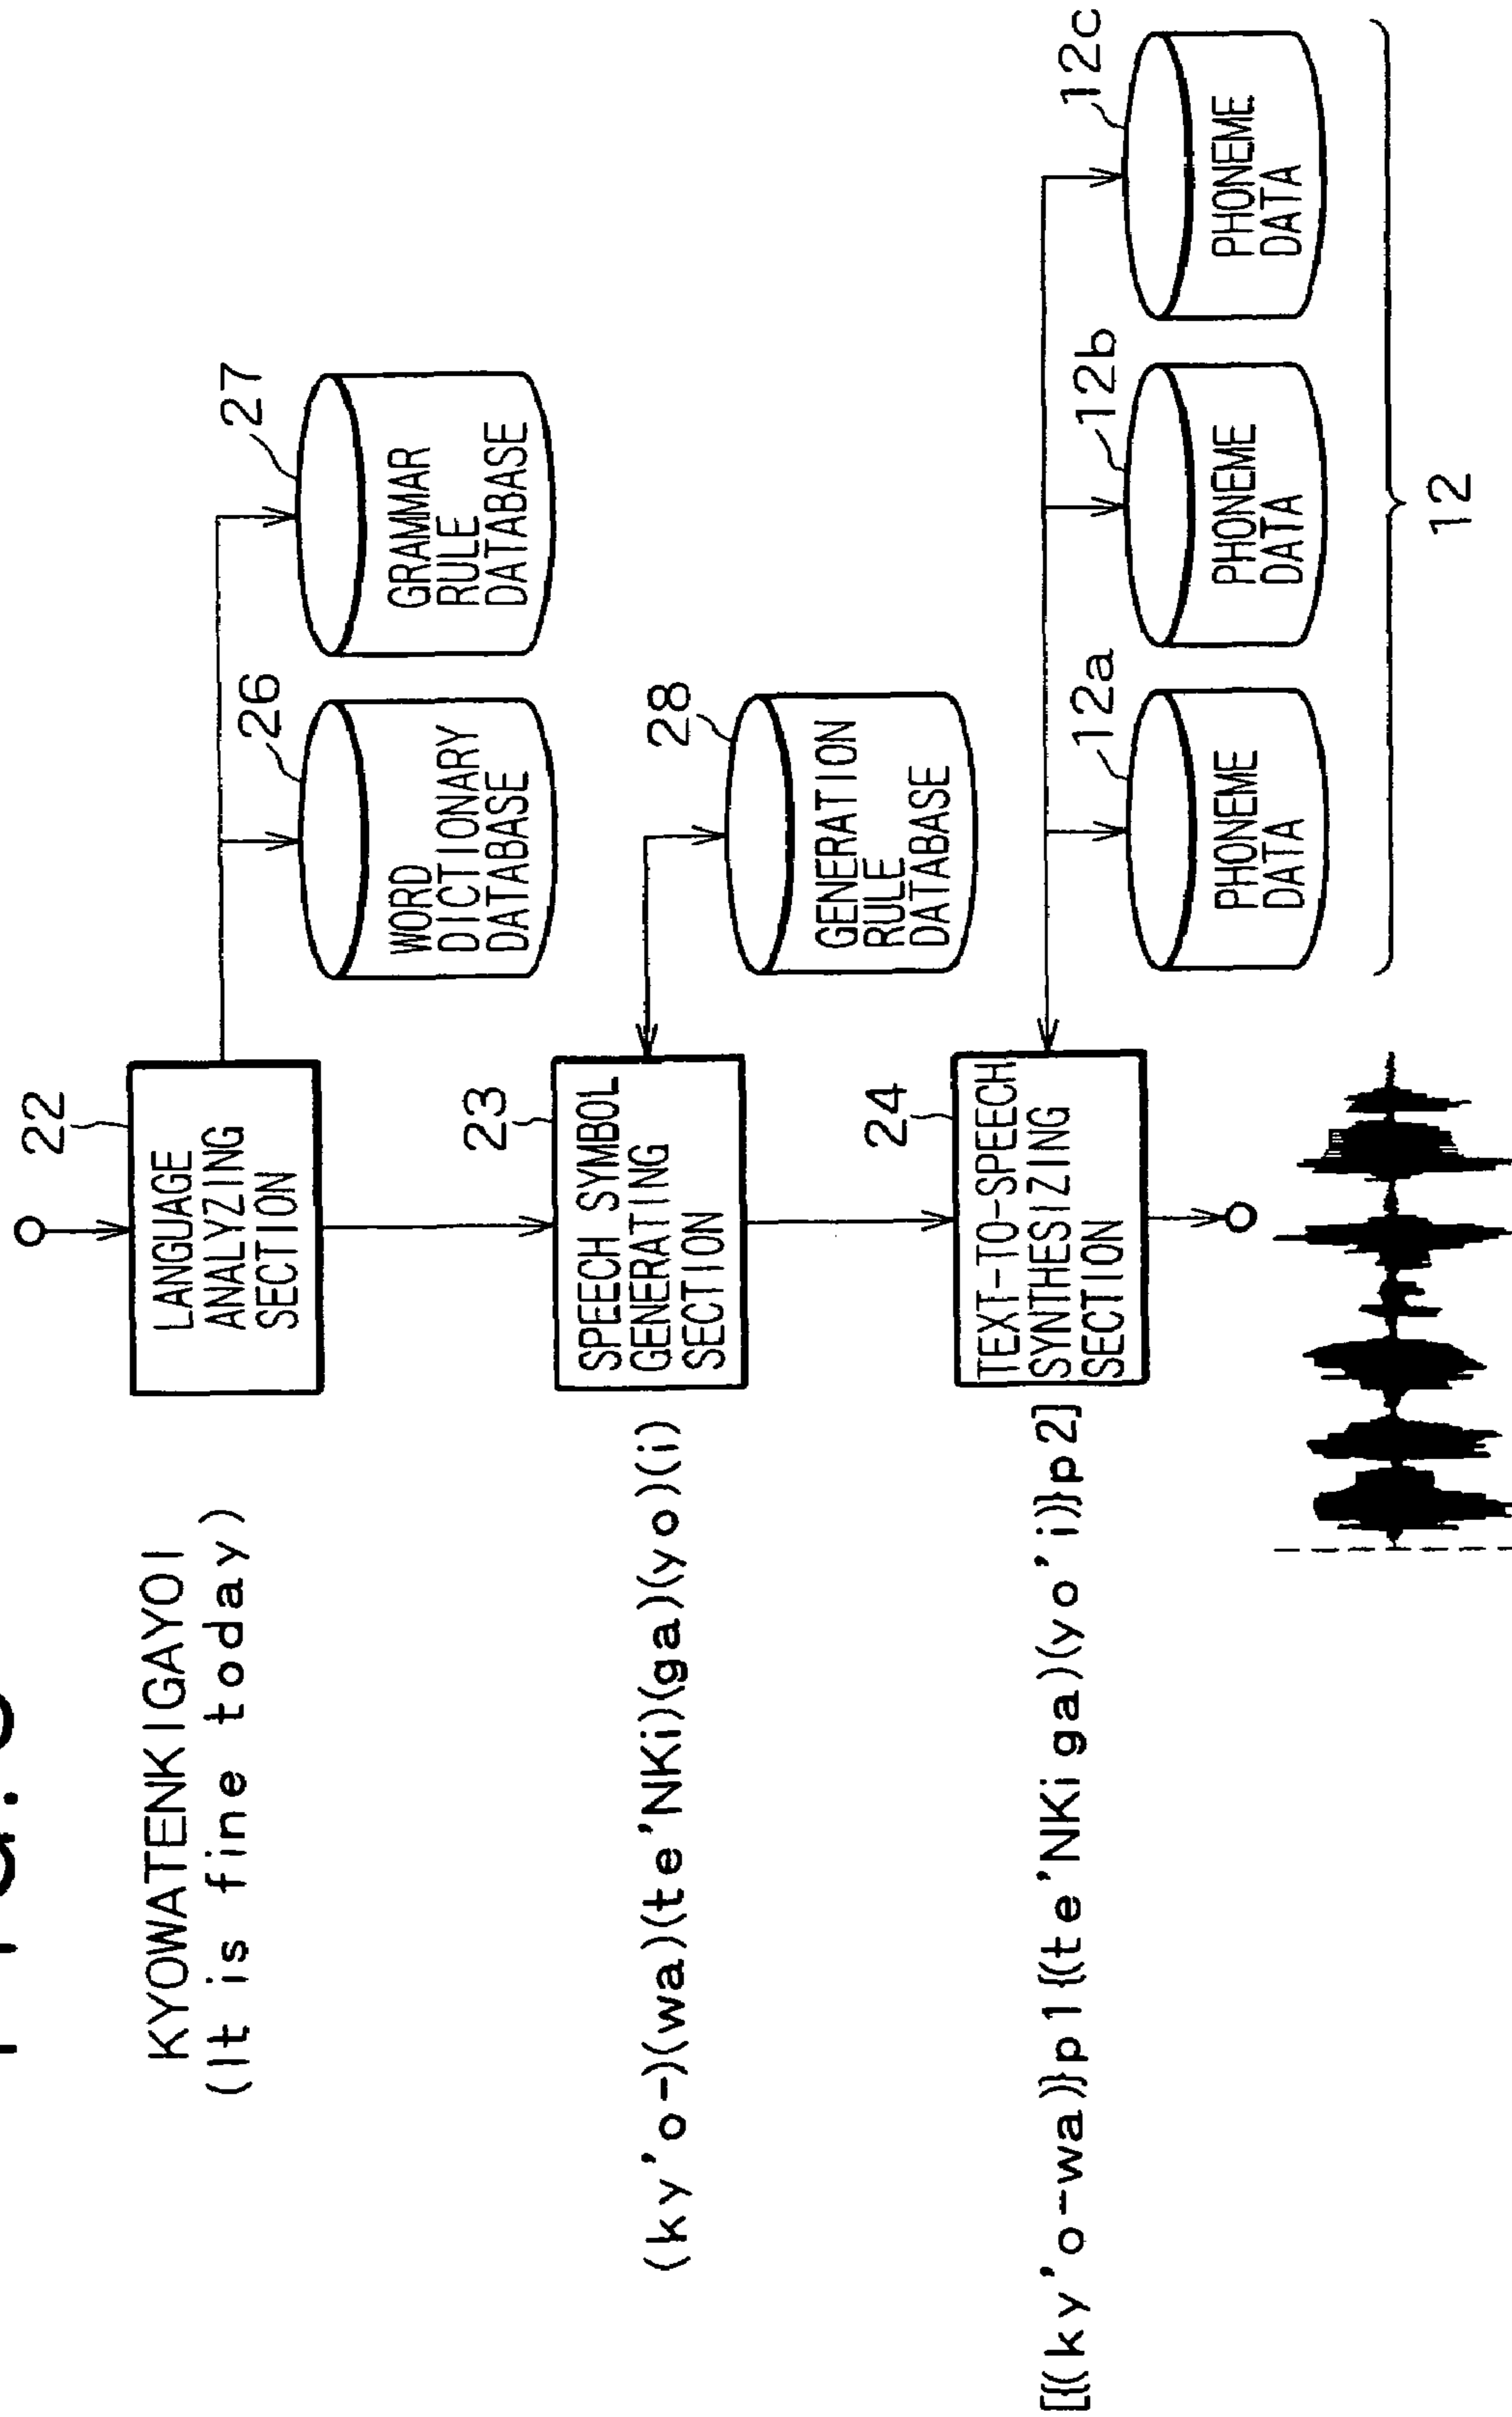 22
LANGUAGE
ANALYZING
SECTION
KYOWATENKIGAYOI
(It is fine today)
26
WORD
DICTIONARY
DATABASE
27
GRAMMAR
RULE
DATABASE
23
SPEECH SYMBOL
GENERATING
SECTION
(ky'o-)(wa)(te'NKi)(ga)(yo)(i)
28
GENERATION
RULE
DATABASE
24
TEXT-TO-SPEECH
SYNTHESIZING
SECTION
[{(ky'o-wa)}p1{(te'NKiga)(yo'i)}p2]
12a
PHONEME
DATA
12b
PHONEME
DATA
12c
PHONEME
DATA
12